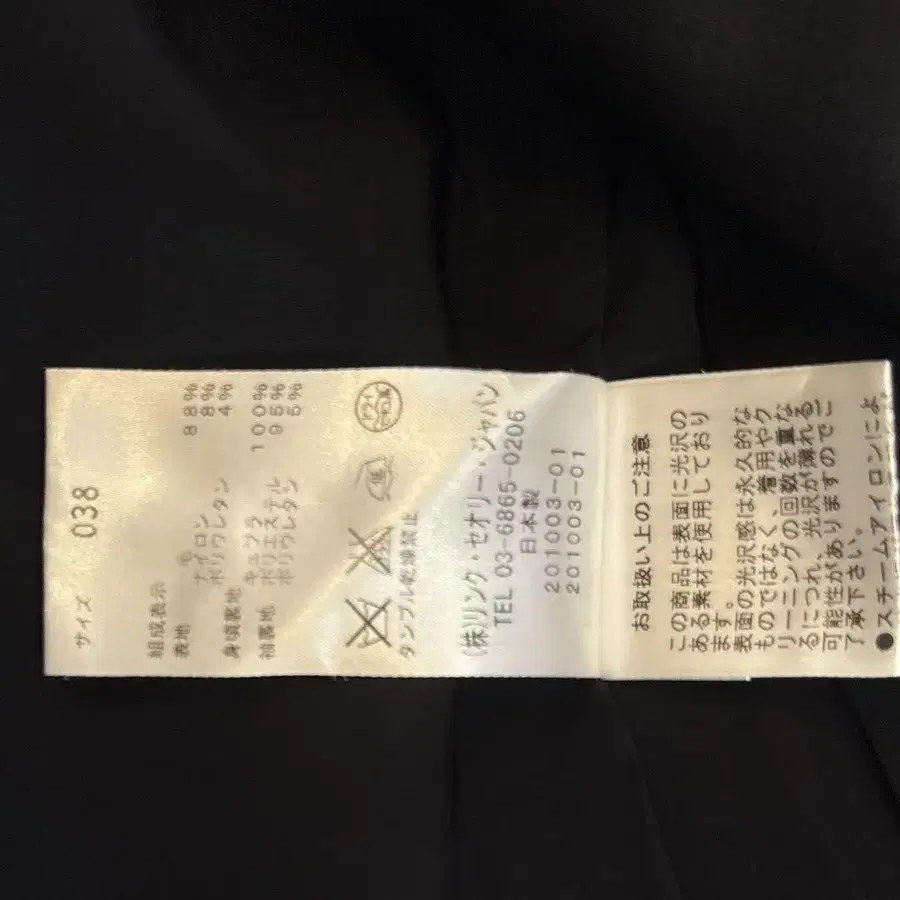 サイズ 038
組成表示
表地 毛 88%
ナイロン 8%
ポリウレタン 4%
身頃裏地 キュプラ 100%
袖裏地 ポリエステル 95%
ポリウレタン 5%
ドライ
タンブル乾燥禁止
(株)リンク・セオリー・ジャパン
TEL 03-6865-0206
日本製
201003-01
201003-01
お取扱い上のご注意
この商品は表面に光沢の
ある素材を使用しており
ます。
表面の光沢感は永久的な
ものではなく、着用やク
リーニングの回数を重ね
るにつれ、光沢が薄れる
可能性がありますのでご
了承下さい。
●スチームアイロンによ